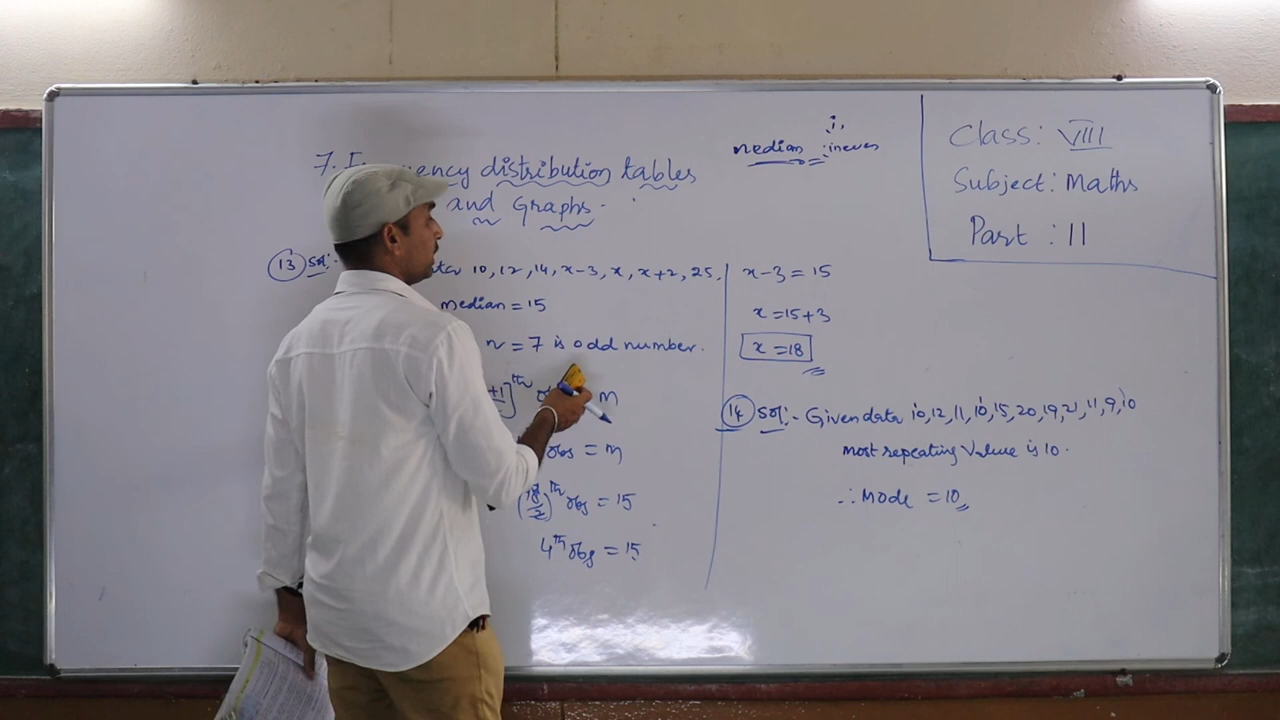 7. F  ency distribution tables
and Graphs.
median :
Class: VIII
Subject: Maths
Part : 11
13 sol:-
10, 12, 14, x-3, x, x+2, 25.
median = 15
n = 7 is odd number.
+1 th = m
obs = m
th obs = 15
4th obs = 15
x-3 = 15
x = 15+3
x = 18
14 sol:- Given data 10, 12, 11, 10, 15, 20, 19, 21, 11, 9, 10
most repeating Value is 10.
∴ Mode = 10